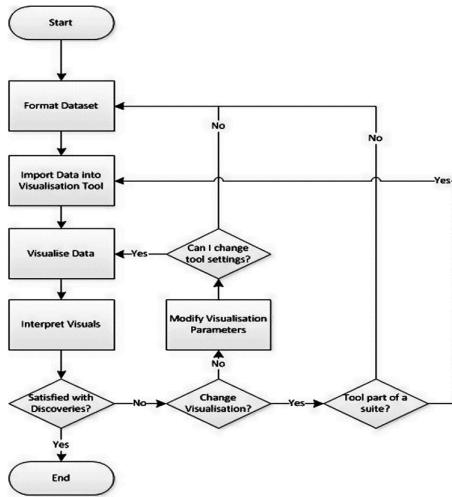 Start
Format Dataset
No
No
Import Data into
Visualisation Tool
Yes
Visualise Data
Yes
Can I change
tool settings?
Interpret Visuals
Modify Visualisation
Parameters
No
Satisfied with
Discoveries?
No
Change
Visualisation?
Yes
Tool part of a
suite?
Yes
End